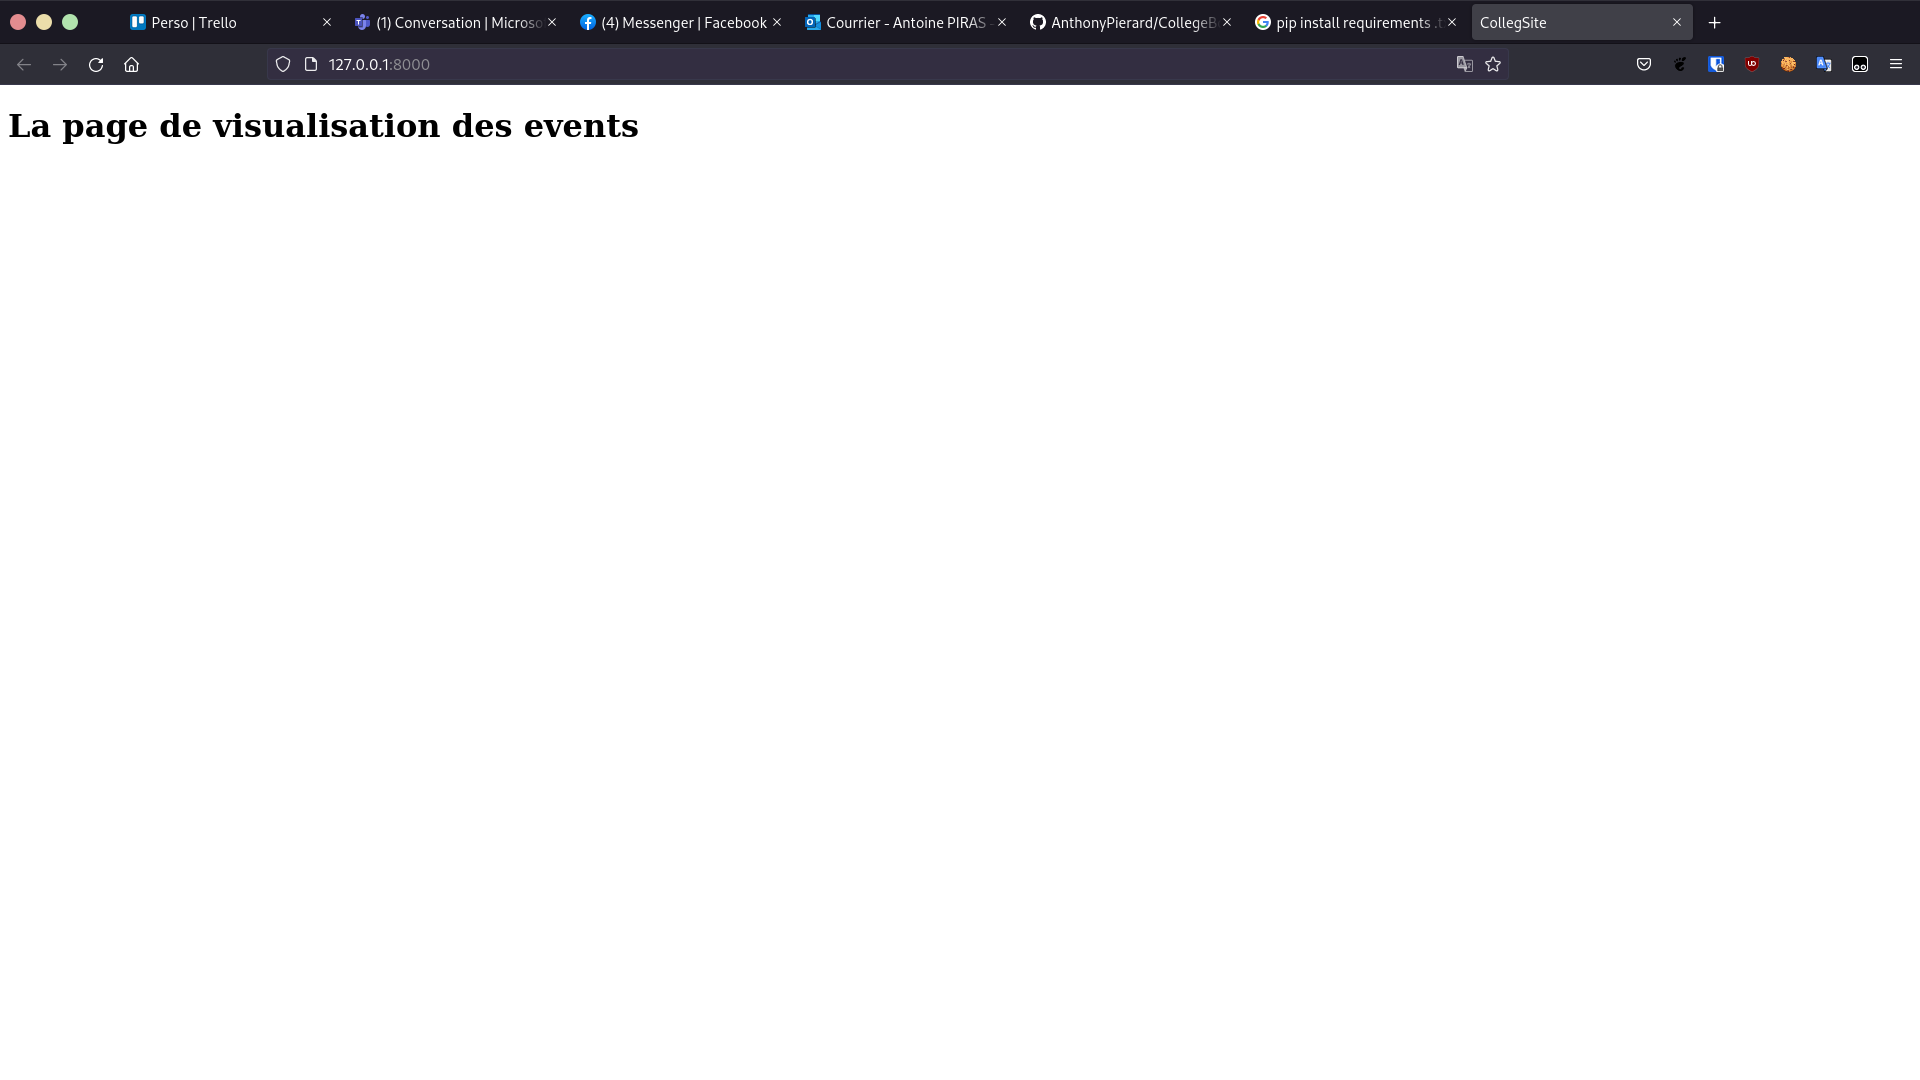 Perso | Trello
(1) Conversation | Microso
(4) Messenger | Facebook
Courrier - Antoine PIRAS -
AnthonyPierard/CollegeB
pip install requirements .t
CollegSite
127.0.0.1:8000
La page de visualisation des events